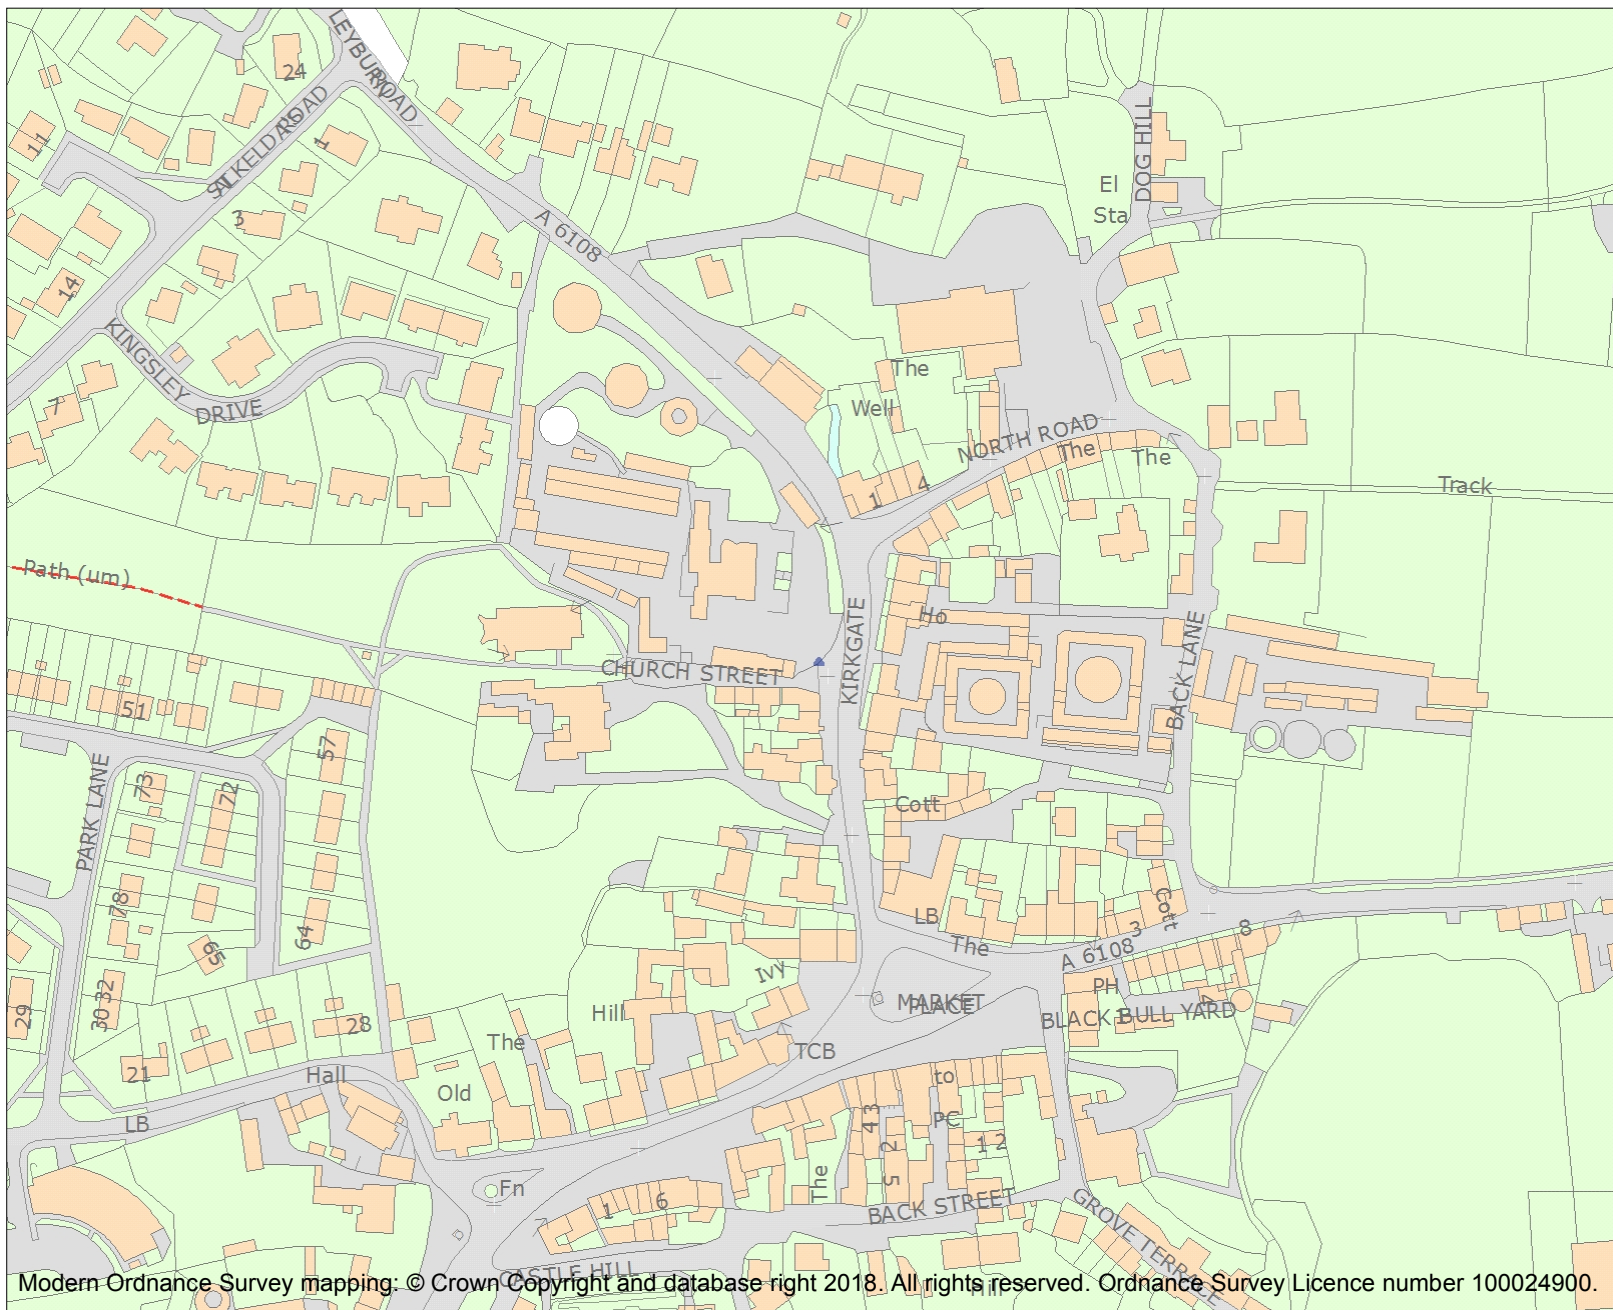 LEYBURN
ROAD
24
SALKELD ROAD
1
11
3
14
DOG HILL
El
Sta
A 6108
KINGSLEY
DRIVE
7
The
Well
NORTH ROAD
The
The
1
4
Track
Path (um)
KIRKGATE
Ho
CHURCH STREET
BACK LANE
51
57
PARK LANE
73
72
Cott
78
64
65
LB
The
Cott
3
8
A 6108
Ivy
29
30 32
28
Hill
MARKET
PLACE
PH
BLACK BULL YARD
4
1
21
Hall
The
TCB
Old
LB
to
PC
4 3
2
5
1 2
The
Fn
1
6
BACK STREET
GROVE TERRACE
CASTLE HILL
Hill
Modern Ordnance Survey mapping: © Crown Copyright and database right 2018. All rights reserved. Ordnance Survey Licence number 100024900.